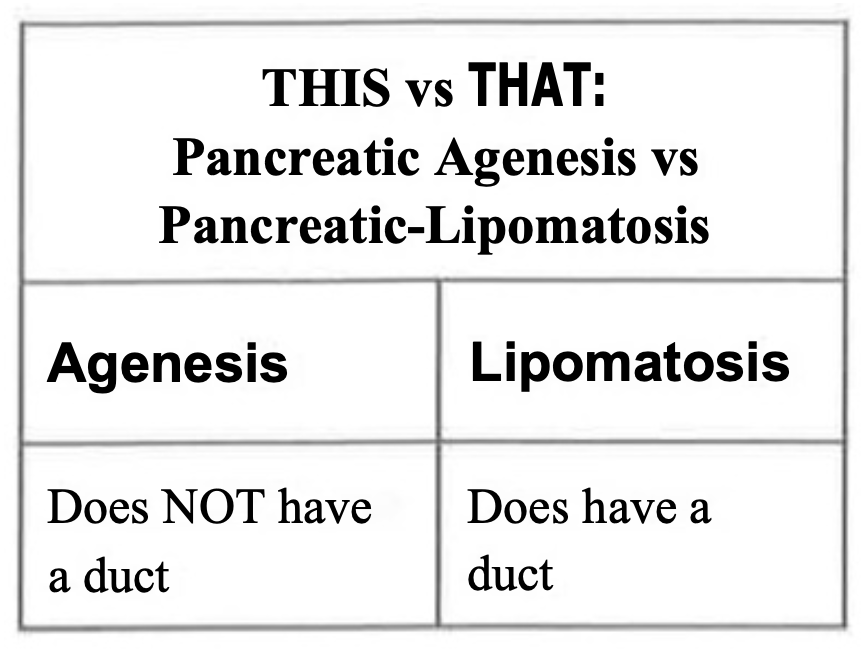 THIS vs THAT:
Pancreatic Agenesis vs
Pancreatic-Lipomatosis
Agenesis
Lipomatosis
Does NOT have
a duct
Does have a
duct